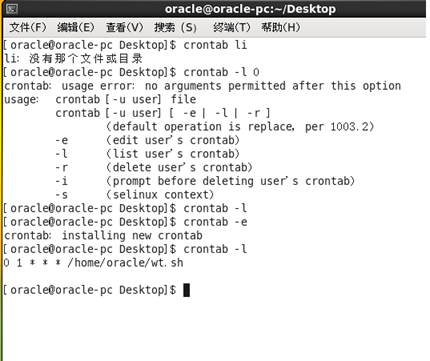 oracle@oracle-pc:~/Desktop
文件(F) 编辑(E) 查看(V) 搜索 (S) 终端(T) 帮助(H)
[oracle@oracle-pc Desktop]$ crontab li
li: 没有那个文件或目录
[oracle@oracle-pc Desktop]$ crontab -l 0
crontab: usage error: no arguments permitted after this option
usage:  crontab [-u user] file
        crontab [-u user] [ -e | -l | -r ]
                (default operation is replace, per 1003.2)
        -e      (edit user's crontab)
        -l      (list user's crontab)
        -r      (delete user's crontab)
        -i      (prompt before deleting user's crontab)
        -s      (selinux context)
[oracle@oracle-pc Desktop]$ crontab -l
[oracle@oracle-pc Desktop]$ crontab -e
crontab: installing new crontab
[oracle@oracle-pc Desktop]$ crontab -l
0 1 * * * /home/oracle/wt.sh
[oracle@oracle-pc Desktop]$